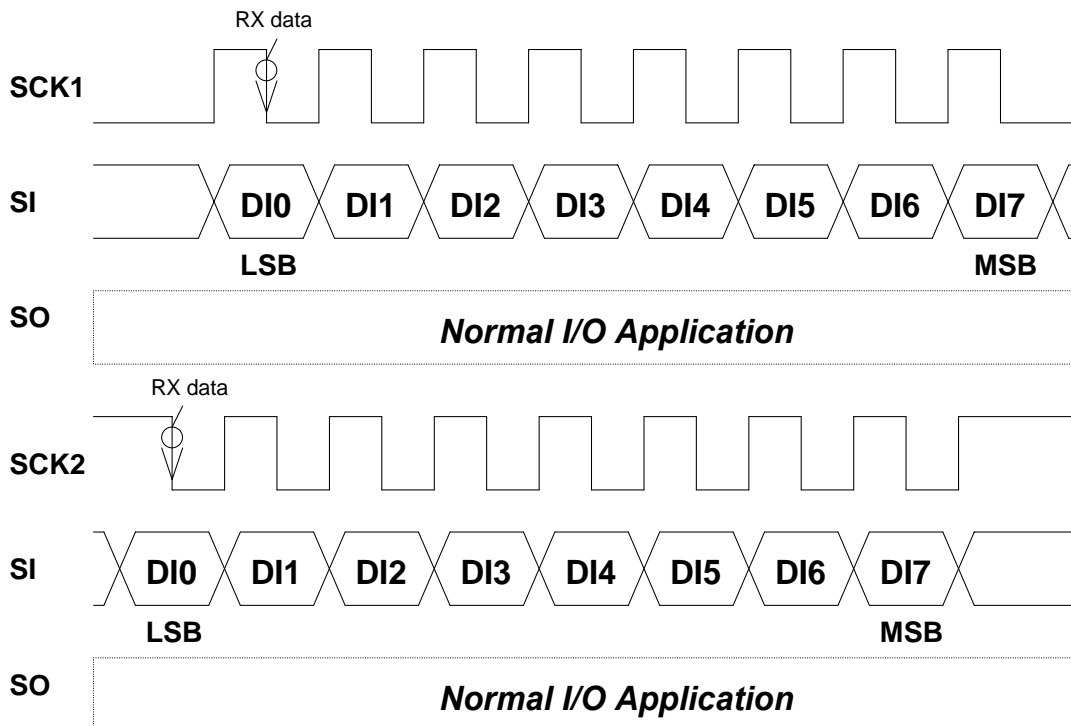 RX data
SCK1
SI DI0 DI1 DI2 DI3 DI4 DI5 DI6 DI7
LSB MSB
SO Normal I/O Application
RX data
SCK2
SI DI0 DI1 DI2 DI3 DI4 DI5 DI6 DI7
LSB MSB
SO Normal I/O Application